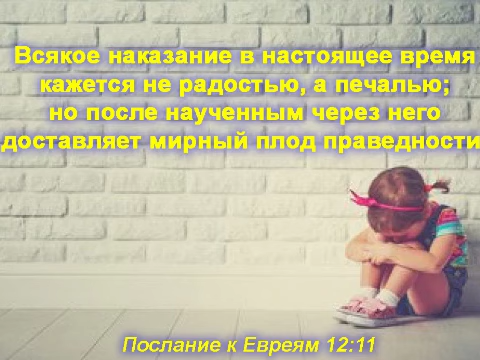 Всякое наказание в настоящее время
кажется не радостью, а печалью;
но после наученным через него
доставляет мирный плод праведности
Послание к Евреям 12:11